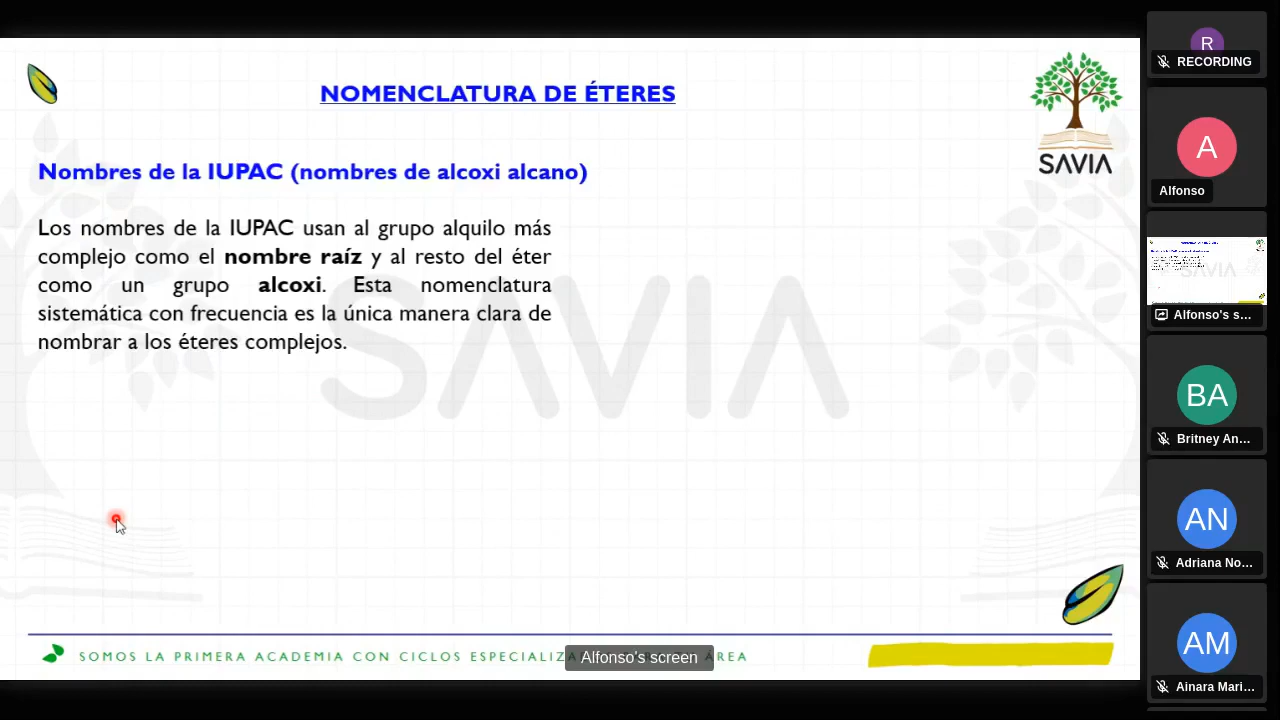 NOMENCLATURA DE ÉTERES
SAVIA
Nombres de la IUPAC (nombres de alcoxi alcano)
Los nombres de la IUPAC usan al grupo alquilo más
complejo como el nombre raíz y al resto del éter
como un grupo alcoxi. Esta nomenclatura
sistemática con frecuencia es la única manera clara de
nombrar a los éteres complejos.
SAVIA
SOMOS LA PRIMERA ACADEMIA CON CICLOS
Alfonso's screen
ÁREA
R
RECORDING
A
Alfonso
Alfonso's s...
BA
Britney An...
AN
Adriana No...
AM
Ainara Mari...